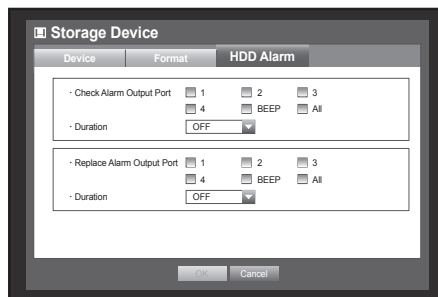 Storage Device
Device Format HDD Alarm
· Check Alarm Output Port 1 2 3
4 BEEP All
· Duration OFF
· Replace Alarm Output Port 1 2 3
4 BEEP All
· Duration OFF
OK Cancel